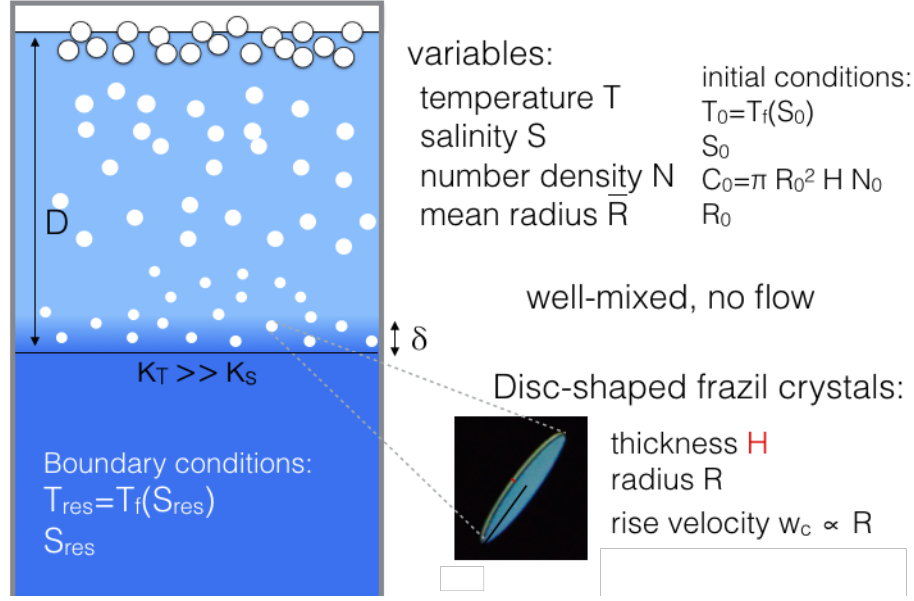 variables:
temperature T
salinity S
number density N
mean radius R̅
initial conditions:
T₀=Tf(S₀)
S₀
C₀=π R₀² H N₀
R₀
D
well-mixed, no flow
δ
KT >> KS
Disc-shaped frazil crystals:
thickness H
radius R
rise velocity wc ∝ R
Boundary conditions:
Tres=Tf(Sres)
Sres